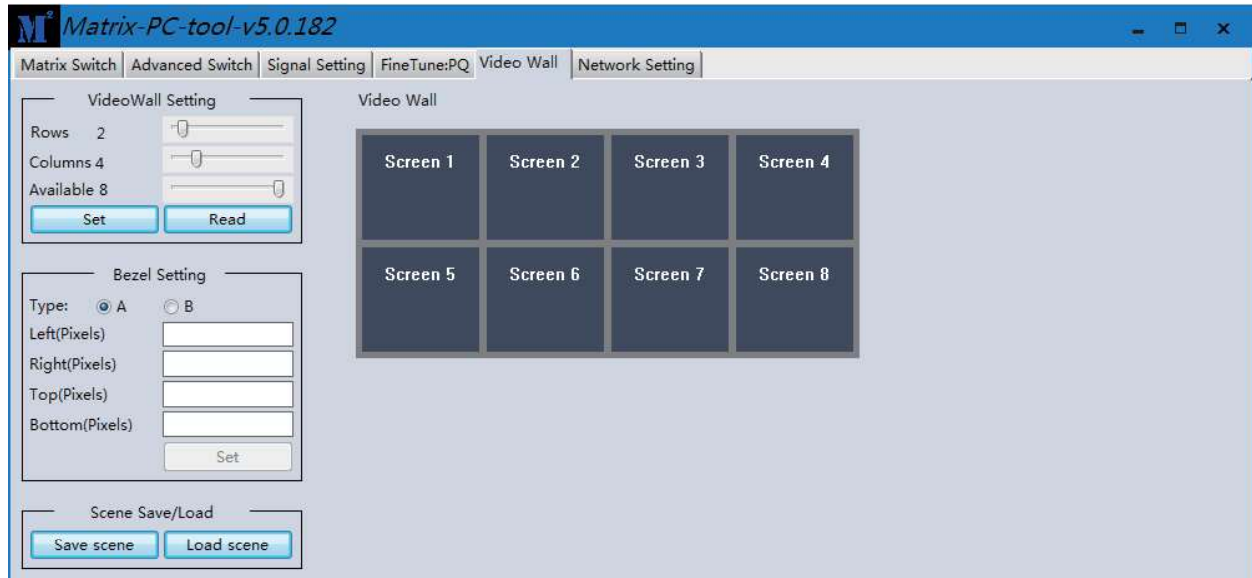 M²
Matrix-PC-tool-v5.0.182
Matrix Switch Advanced Switch Signal Setting FineTune:PQ Video Wall Network Setting
VideoWall Setting
Rows 2
Columns 4
Available 8
Set Read
Bezel Setting
Type: A B
Left(Pixels)
Right(Pixels)
Top(Pixels)
Bottom(Pixels)
Set
Scene Save/Load
Save scene Load scene
Video Wall
Screen 1 Screen 2 Screen 3 Screen 4
Screen 5 Screen 6 Screen 7 Screen 8